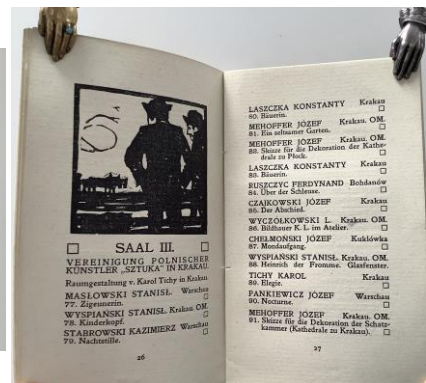 SAAL III.
VEREINIGUNG POLNISCHER
KÜNSTLER „SZTUKA" IN KRAKAU.
Raumgestaltung v. Karol Tichy in Krakau.
MASŁOWSKI STANISŁ. Warschau
77. Zigeunerin.
WYSPIAŃSKI STANISŁ. Krakau. OM.
78. Kinderkopf.
STABROWSKI KAZIMIERZ Warschau
79. Nachtstille.
26
LASZCZKA KONSTANTY Krakau
80. Bäuerin.
MEHOFFER JÓZEF Krakau. OM.
81. Ein seltsamer Garten.
MEHOFFER JÓZEF Krakau. OM.
82. Skizze für die Dekoration der Kathe-
drale zu Płock.
LASZCZKA KONSTANTY Krakau
83. Bäuerin.
RUSZCZYC FERDYNAND Bohdanów
84. Über der Schleuse.
CZAJKOWSKI JÓZEF Krakau
85. Der Abschied.
WYCZÓŁKOWSKI L. Krakau. OM.
86. Bildhauer K. L. im Atelier.
CHEŁMOŃSKI JÓZEF Kuklówka
87. Mondaufgang.
WYSPIAŃSKI STANISŁ. Krakau. OM.
88. Heinrich der Fromme. Glasfenster.
TICHY KAROL Krakau
89. Elegie.
PANKIEWICZ JÓZEF Warschau
90. Nocturne.
MEHOFFER JÓZEF Krakau. OM.
91. Skizze für die Dekoration der Schatz-
kammer (Kathedrale zu Krakau).
27